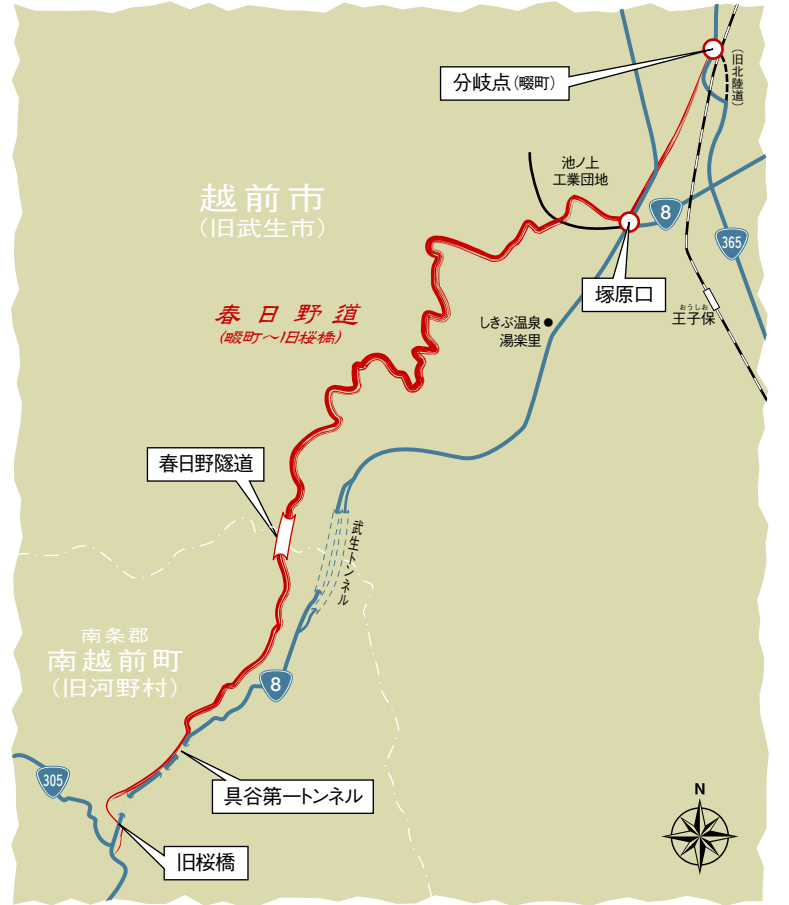 分岐点(畷町)
(旧北陸道)
池ノ上
工業団地
越前市
(旧武生市)
8
365
塚原口
おうしお
王子保
春日野道
(畷町〜旧桜橋)
しきぶ温泉
湯楽里
春日野隧道
武生トンネル
南条郡
南越前町
(旧河野村)
8
305
具谷第一トンネル
旧桜橋
N